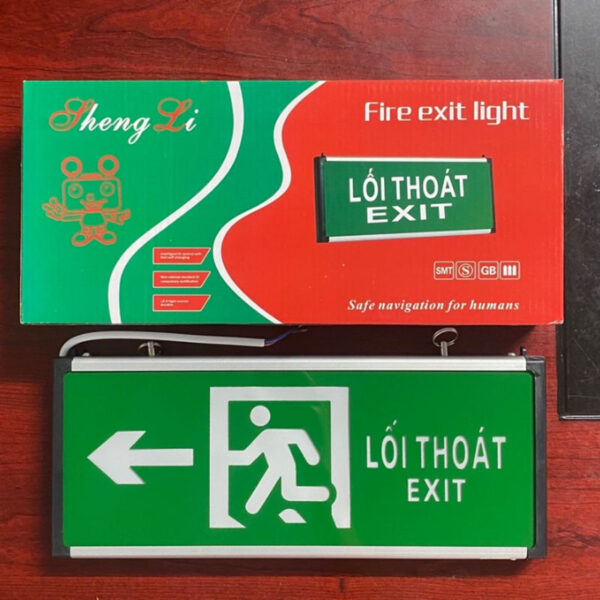 Sheng Li
Fire exit light
LỐI THOÁT
EXIT
SMT S GB
Safe navigation for humans
LỐI THOÁT
EXIT